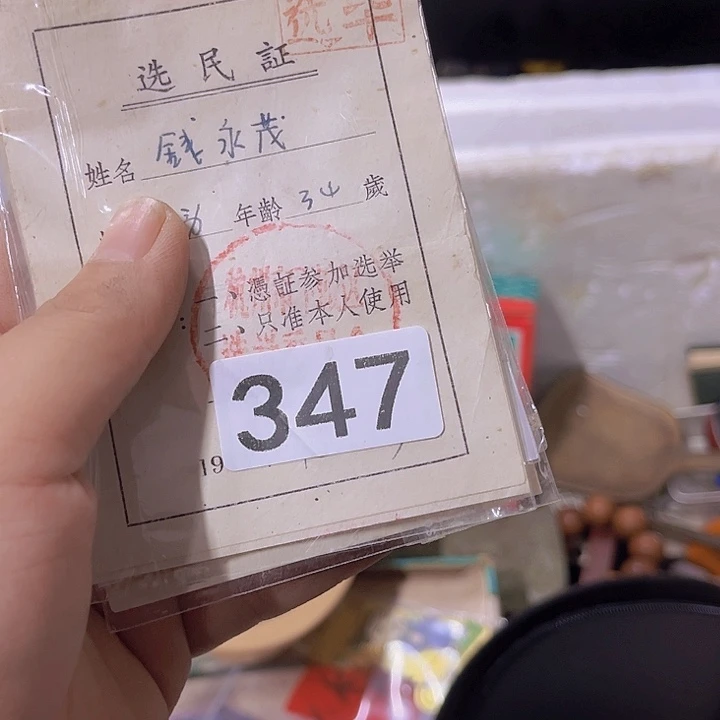 选民証
姓名 錢永茂
年齡 34 歲
一、憑証参加选举
二、只准本人使用
347
19